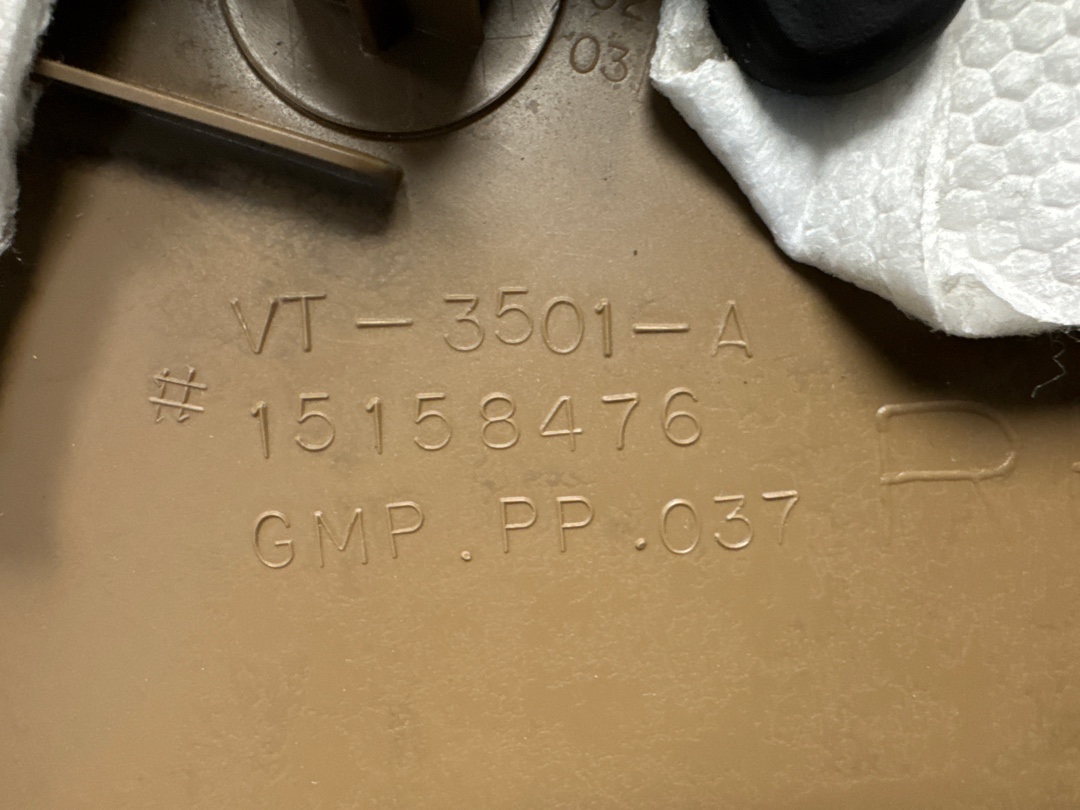 03
VT-3501-A
# 15158476
GMP.PP.037
R